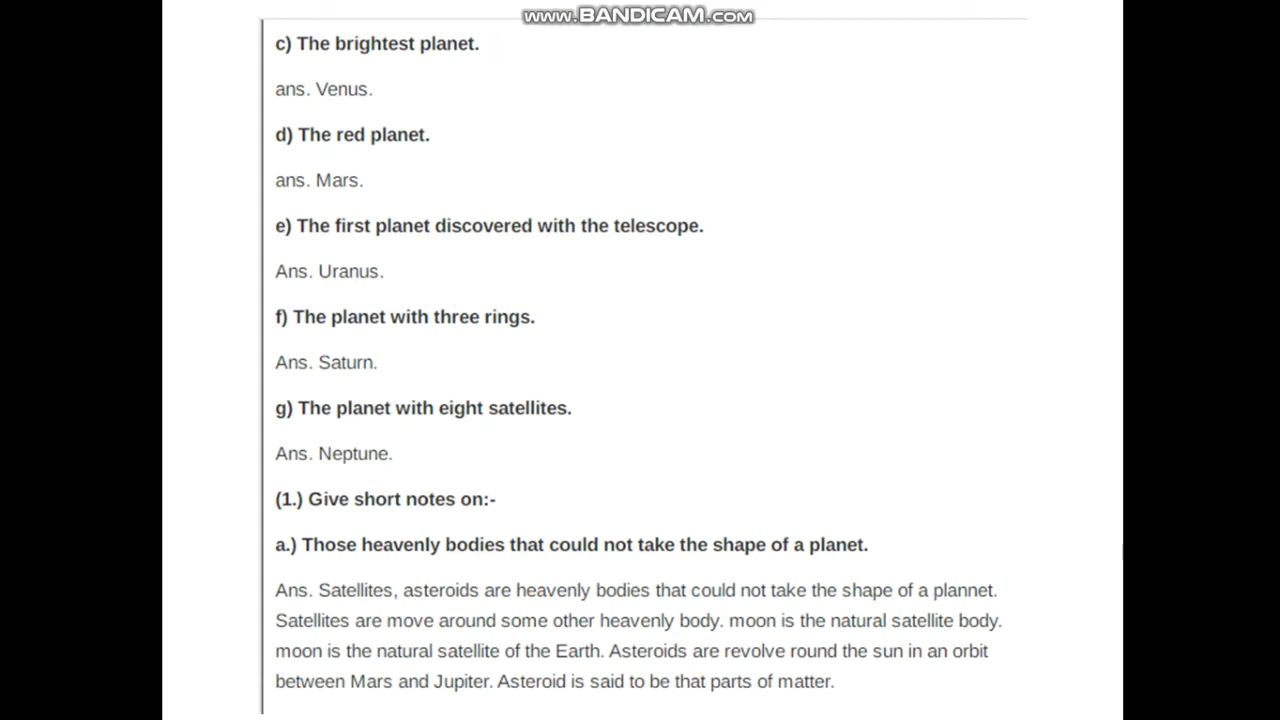 www.BANDICAM.com
c) The brightest planet.
ans. Venus.
d) The red planet.
ans. Mars.
e) The first planet discovered with the telescope.
Ans. Uranus.
f) The planet with three rings.
Ans. Saturn.
g) The planet with eight satellites.
Ans. Neptune.
(1.) Give short notes on:-
a.) Those heavenly bodies that could not take the shape of a planet.
Ans. Satellites, asteroids are heavenly bodies that could not take the shape of a plannet.
Satellites are move around some other heavenly body. moon is the natural satellite body.
moon is the natural satellite of the Earth. Asteroids are revolve round the sun in an orbit
between Mars and Jupiter. Asteroid is said to be that parts of matter.